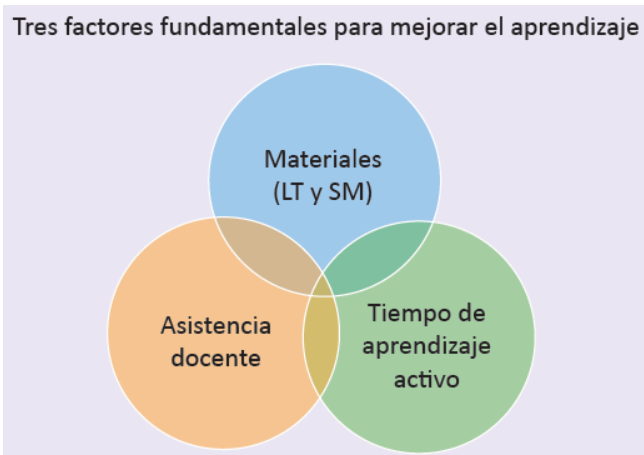 Tres factores fundamentales para mejorar el aprendizaje
Materiales
(LT y SM)
Asistencia
docente
Tiempo de
aprendizaje
activo